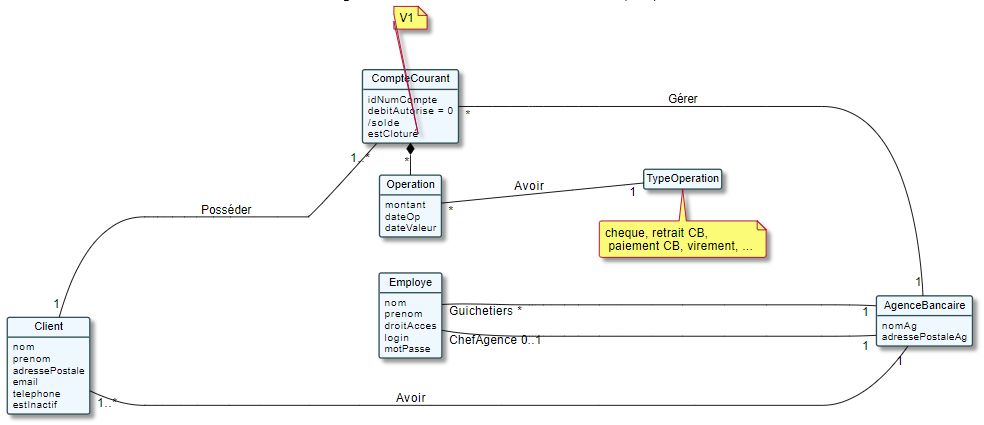 V1
CompteCourant
idNumCompte
debitAutorise = 0
/solde
estCloturé
*
Gérer
1..*
*
Operation
montant
dateOp
dateValeur
*
Avoir
1
TypeOperation
cheque, retrait CB,
paiement CB, virement, ...
Posséder
1
Employe
nom
prenom
droitAcces
login
motPasse
Guichetiers *
1
ChefAgence 0..1
1
1
AgenceBancaire
nomAg
adressePostaleAg
1
Client
nom
prenom
adressePostale
email
telephone
estInactif
1..*
Avoir